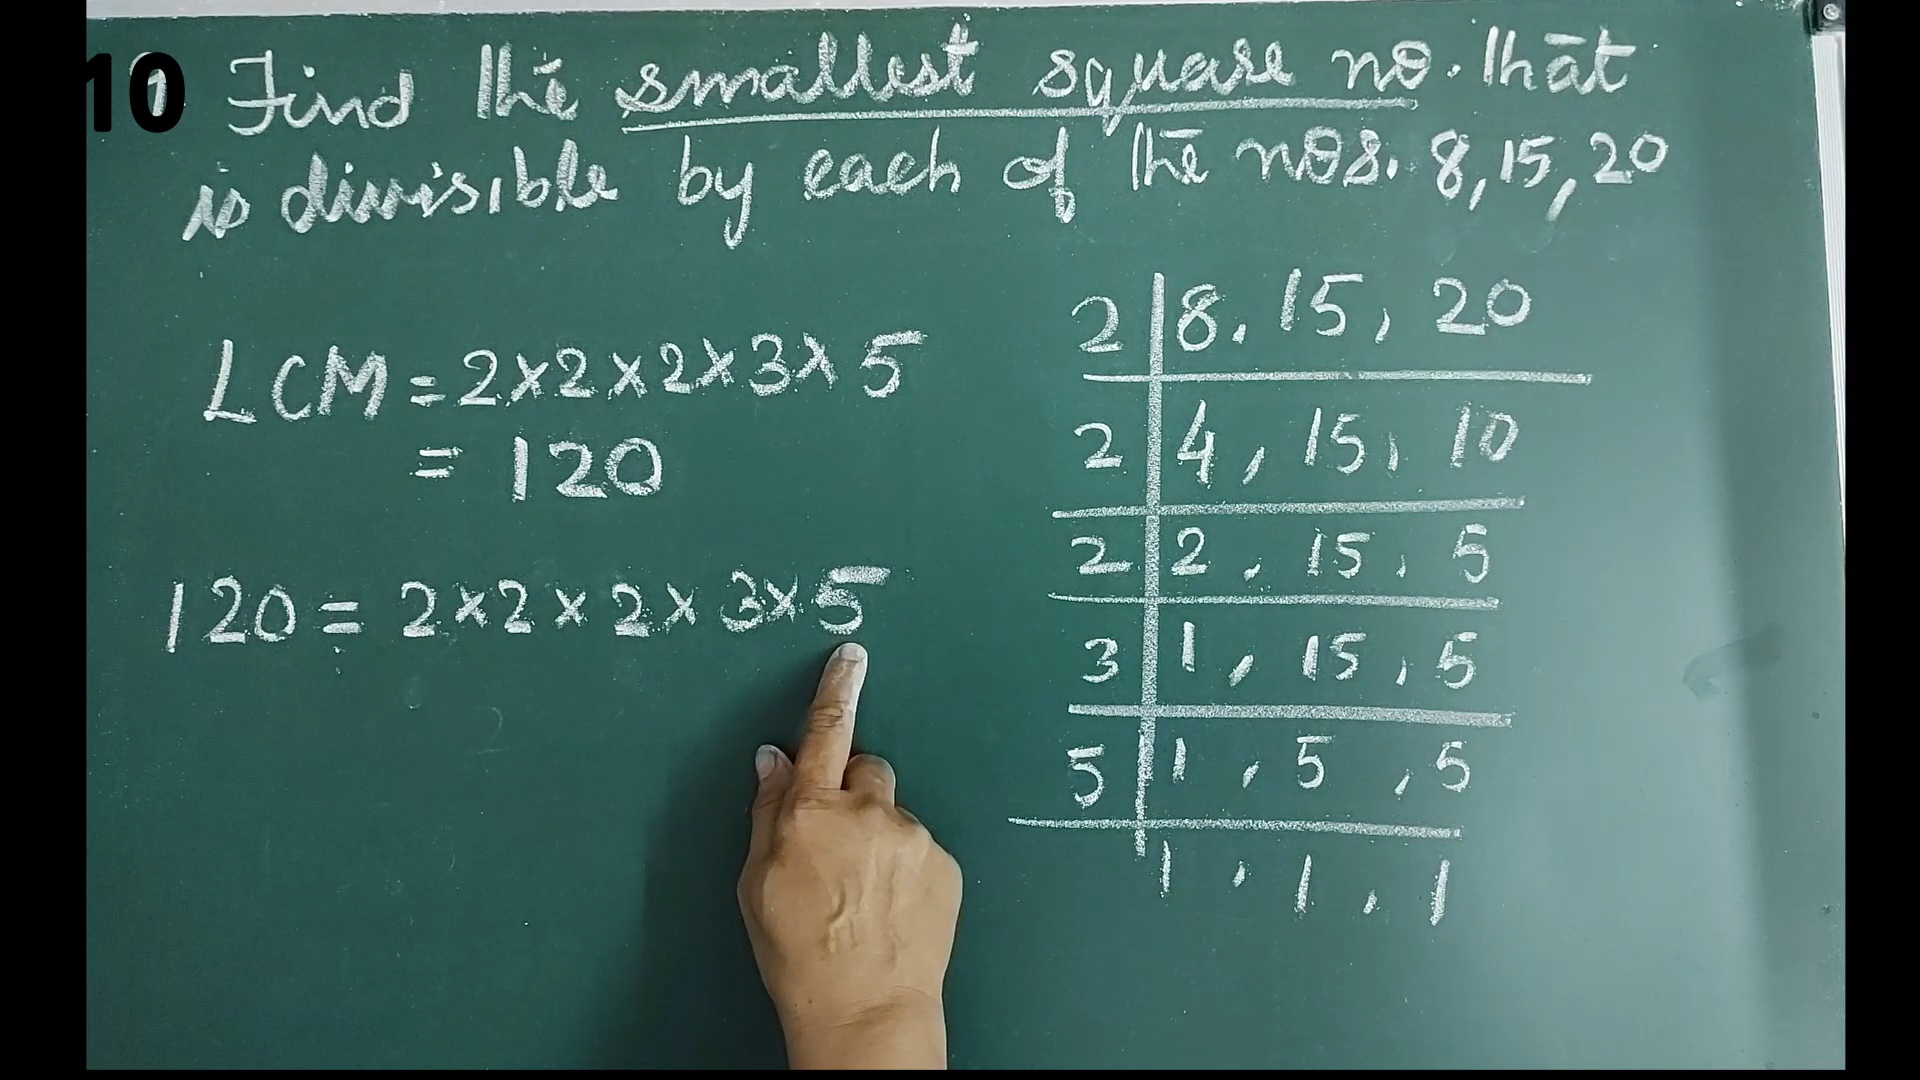 10 Find the smallest square no. that
is divisible by each of the nos. 8, 15, 20
LCM = 2×2×2×3×5
= 120
120 = 2×2×2×3×5
2 | 8, 15, 20
2 | 4, 15, 10
2 | 2, 15, 5
3 | 1, 15, 5
5 | 1, 5, 5
1, 1, 1